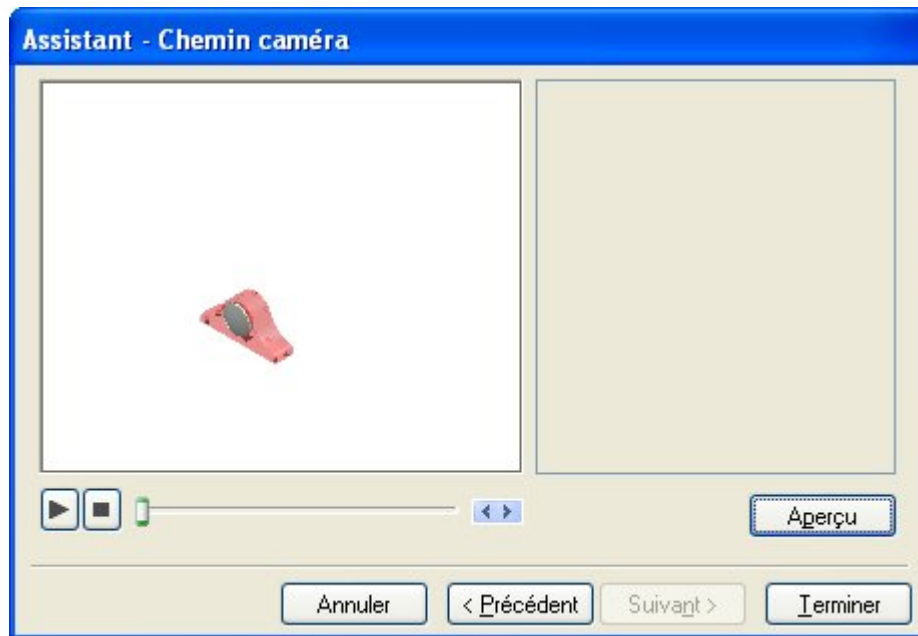 Assistant - Chemin caméra
Aperçu
Annuler
< Précédent
Suivant >
Terminer